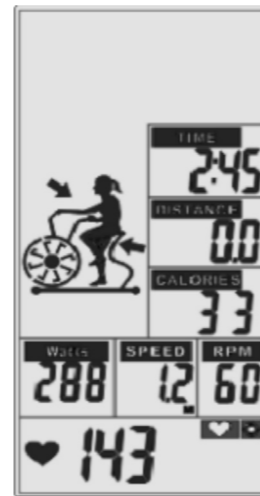 TIME
2:45
DISTANCE
0.0
CALORIES
33
Watts SPEED RPM
288 1.2 60
143